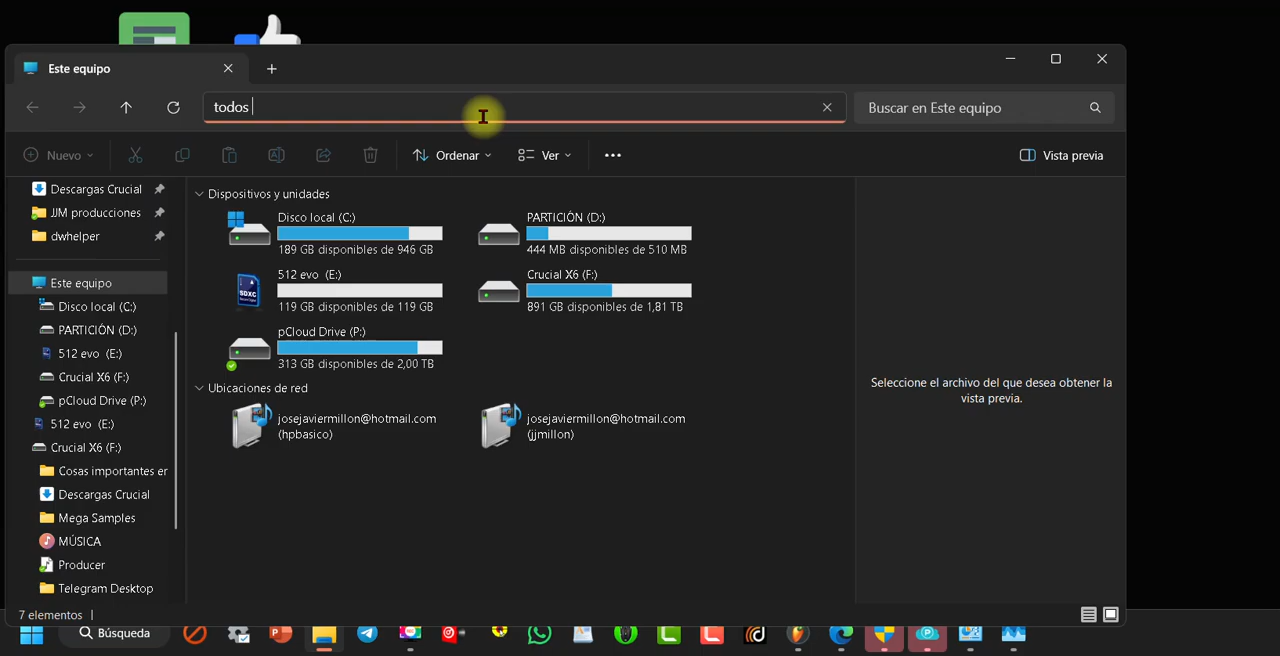 Este equipo
todos
Buscar en Este equipo
Nuevo
Ordenar
Ver
Vista previa
Descargas Crucial
JJM producciones
dwhelper
Este equipo
Disco local (C:)
PARTICIÓN (D:)
512 evo (E:)
Crucial X6 (F:)
pCloud Drive (P:)
512 evo (E:)
Crucial X6 (F:)
Cosas importantes er
Descargas Crucial
Mega Samples
MÚSICA
Producer
Telegram Desktop
Dispositivos y unidades
Disco local (C:)
189 GB disponibles de 946 GB
PARTICIÓN (D:)
444 MB disponibles de 510 MB
512 evo (E:)
119 GB disponibles de 119 GB
Crucial X6 (F:)
891 GB disponibles de 1,81 TB
pCloud Drive (P:)
313 GB disponibles de 2,00 TB
Ubicaciones de red
josejaviermillon@hotmail.com
(hpbasico)
josejaviermillon@hotmail.com
(jjmillon)
Seleccione el archivo del que desea obtener la
vista previa.
7 elementos
Búsqueda